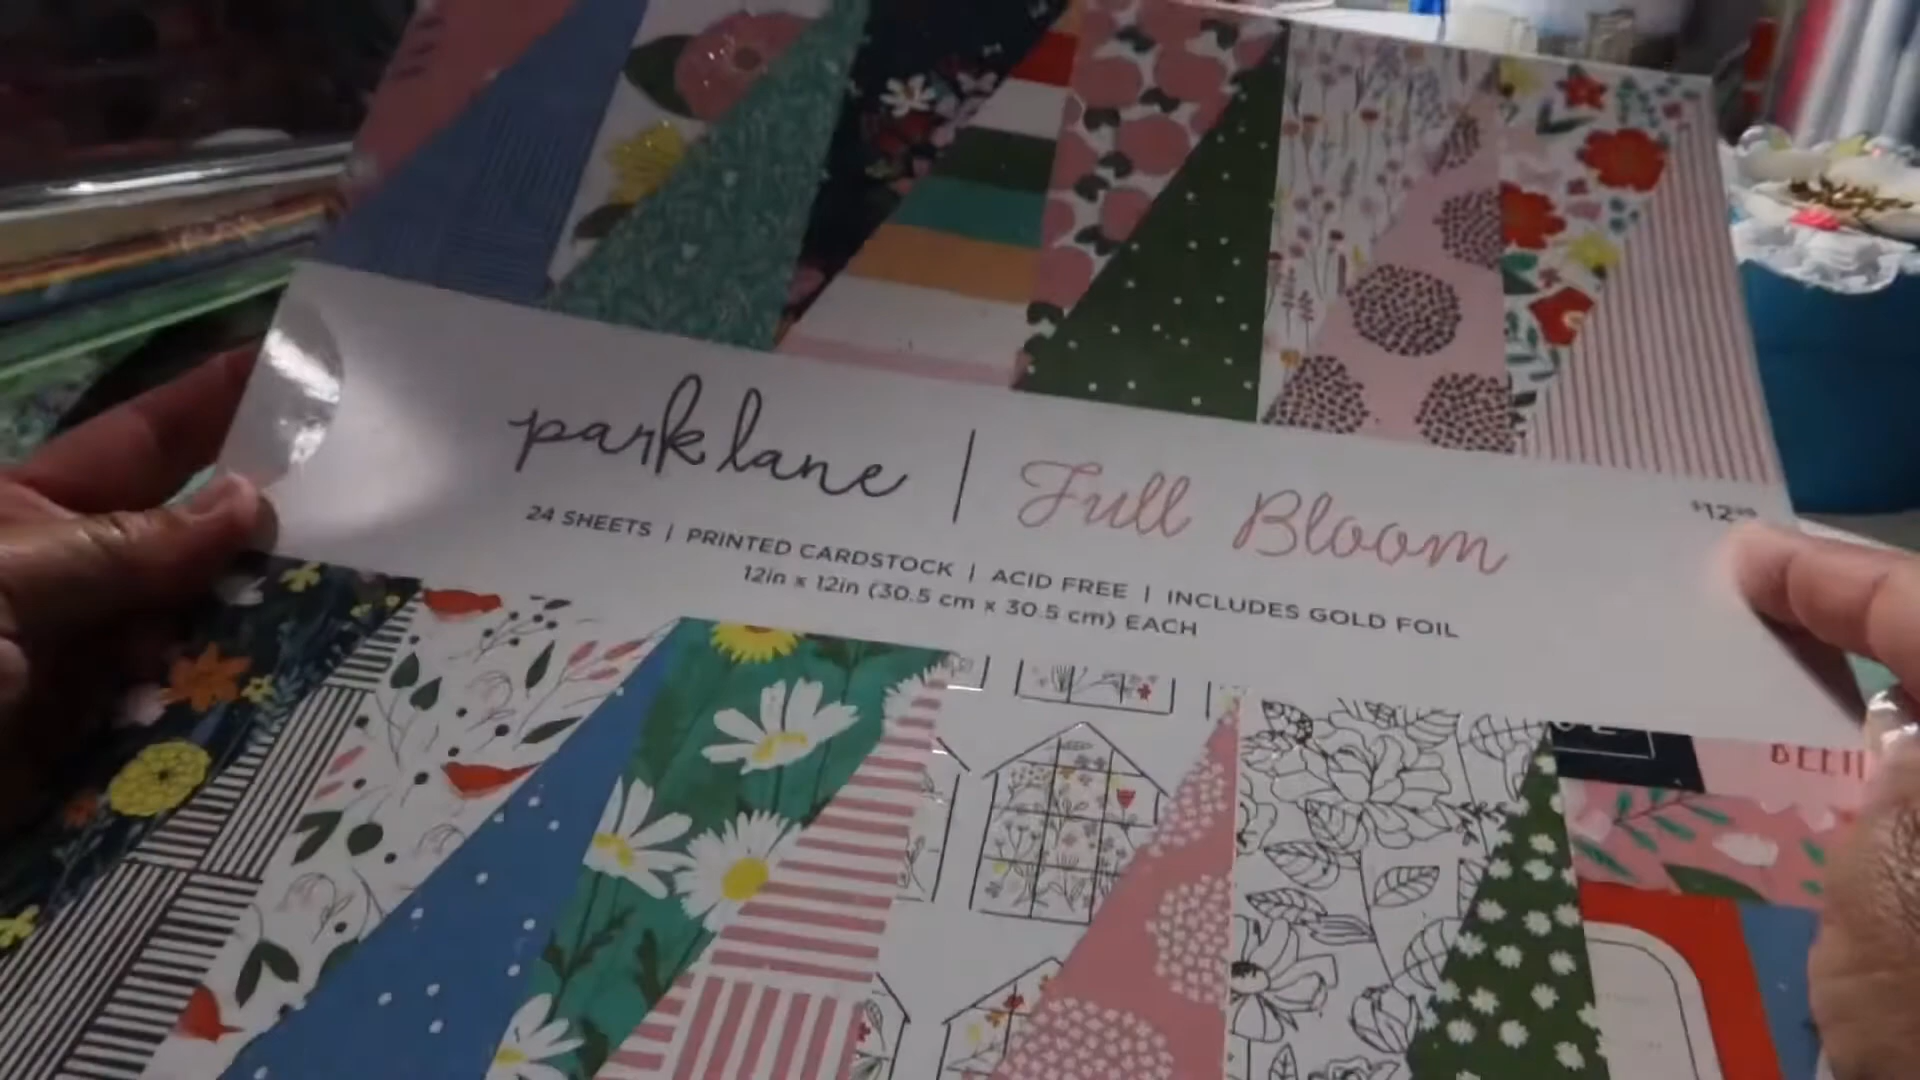 park lane | Full Bloom
$12.99
24 SHEETS | PRINTED CARDSTOCK | ACID FREE | INCLUDES GOLD FOIL
12in x 12in (30.5 cm x 30.5 cm) EACH